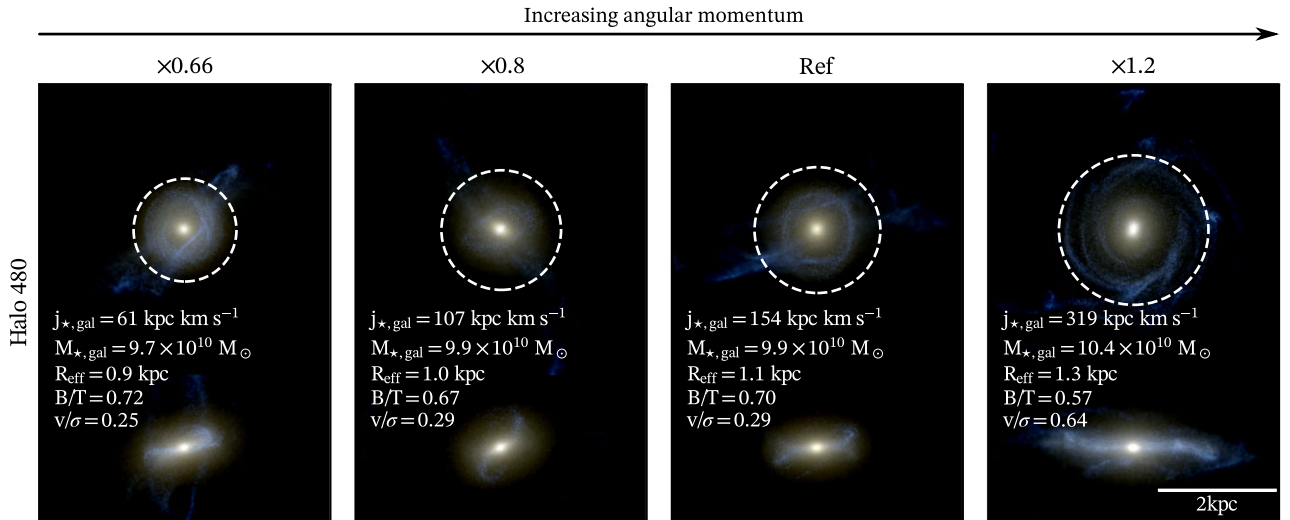 Increasing angular momentum
×0.66
×0.8
Ref
×1.2
Halo 480
j⋆,gal = 61 kpc km s⁻¹
M⋆,gal = 9.7 × 10¹⁰ M⊙
Reff = 0.9 kpc
B/T = 0.72
v/σ = 0.25
j⋆,gal = 107 kpc km s⁻¹
M⋆,gal = 9.9 × 10¹⁰ M⊙
Reff = 1.0 kpc
B/T = 0.67
v/σ = 0.29
j⋆,gal = 154 kpc km s⁻¹
M⋆,gal = 9.9 × 10¹⁰ M⊙
Reff = 1.1 kpc
B/T = 0.70
v/σ = 0.29
j⋆,gal = 319 kpc km s⁻¹
M⋆,gal = 10.4 × 10¹⁰ M⊙
Reff = 1.3 kpc
B/T = 0.57
v/σ = 0.64
2kpc